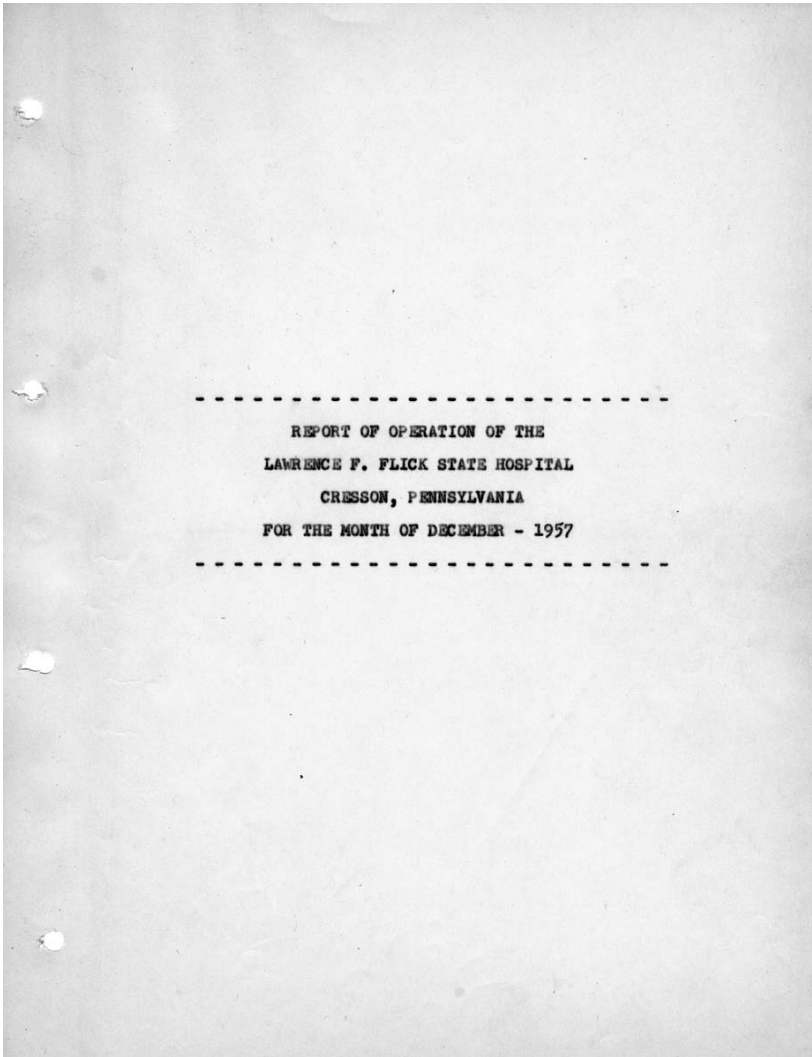 - - - - - - - - - - - - - - - - - - - - - - - - -
REPORT OF OPERATION OF THE
LAWRENCE F. FLICK STATE HOSPITAL
CRESSON, PENNSYLVANIA
FOR THE MONTH OF DECEMBER - 1957
- - - - - - - - - - - - - - - - - - - - - - - - -